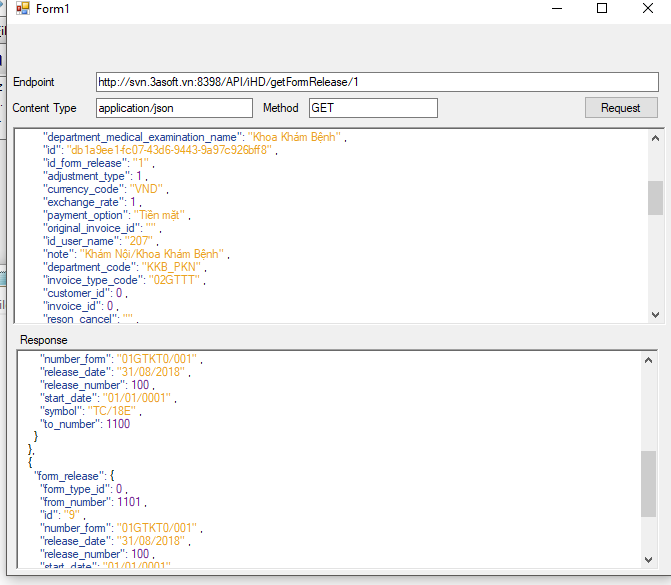 Form1
Endpoint
http://svn.3asoft.vn:8398/API/iHD/getFormRelease/1
Content Type
application/json
Method
GET
Request
"department_medical_examination_name": "Khoa Khám Bệnh" ,
"id": "db1a9ee1-fc07-43d6-9443-9a97c926bff8" ,
"id_form_release": "1" ,
"adjustment_type": 1 ,
"currency_code": "VND" ,
"exchange_rate": 1 ,
"payment_option": "Tiền mặt" ,
"original_invoice_id": "" ,
"id_user_name": "207" ,
"note": "Khám Nội/Khoa Khám Bệnh" ,
"department_code": "KKB_PKN" ,
"invoice_type_code": "02GTTT" ,
"customer_id": 0 ,
"invoice_id": 0 ,
"reson_cancel": "" ,
Response
"number_form": "01GTKT0/001" ,
"release_date": "31/08/2018" ,
"release_number": 100 ,
"start_date": "01/01/0001" ,
"symbol": "TC/18E" ,
"to_number": 1100
}
},
{
"form_release": {
"form_type_id": 0 ,
"from_number": 1101 ,
"id": "9" ,
"number_form": "01GTKT0/001" ,
"release_date": "31/08/2018" ,
"release_number": 100 ,
"start_date": "01/01/0001"